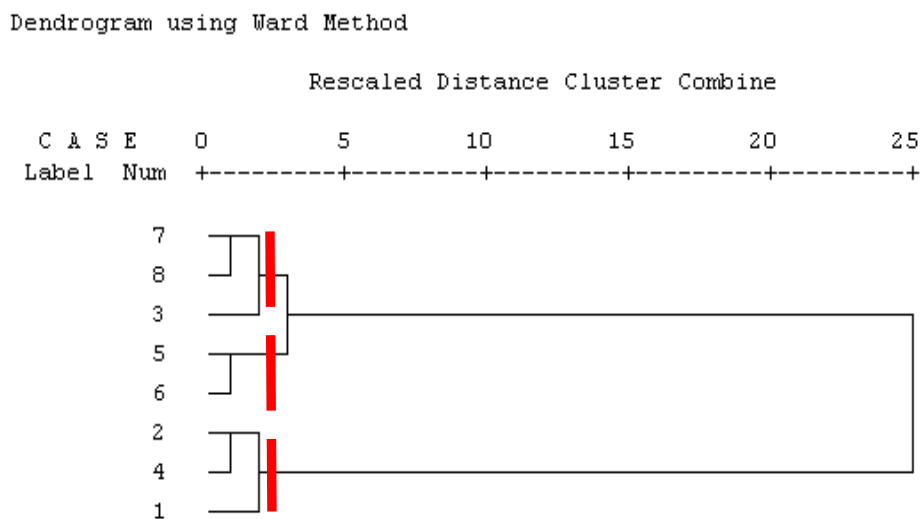 Dendrogram using Ward Method
Rescaled Distance Cluster Combine
C A S E 0 5 10 15 20 25
Label Num +---------+---------+---------+---------+---------+
7
8
3
5
6
2
4
1